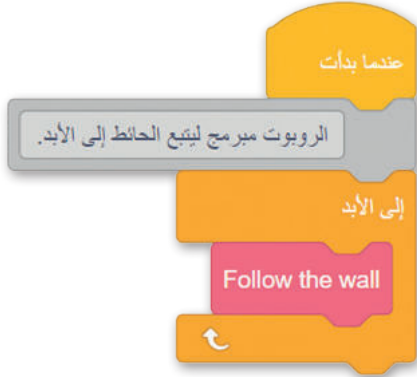 عندما بدأت
الروبوت مبرمج ليتبع الحائط إلى الأبد.
إلى الأبد
Follow the wall